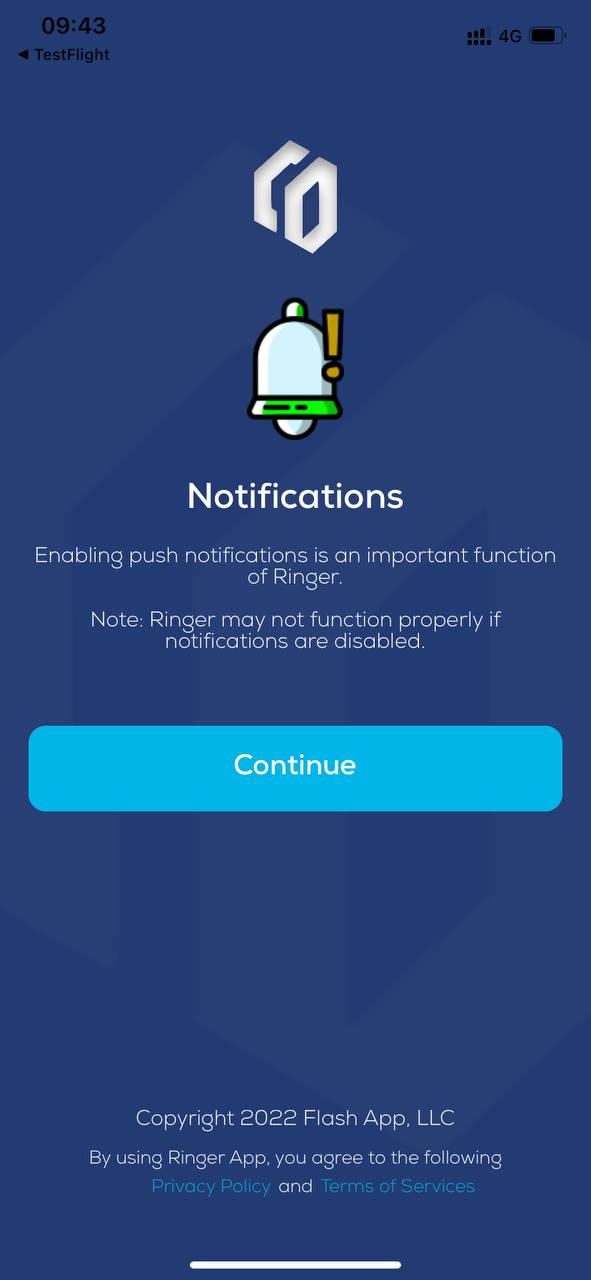 09:43
4G
◀ TestFlight
Notifications
Enabling push notifications is an important function
of Ringer.
Note: Ringer may not function properly if
notifications are disabled.
Continue
Copyright 2022 Flash App, LLC
By using Ringer App, you agree to the following
Privacy Policy and Terms of Services